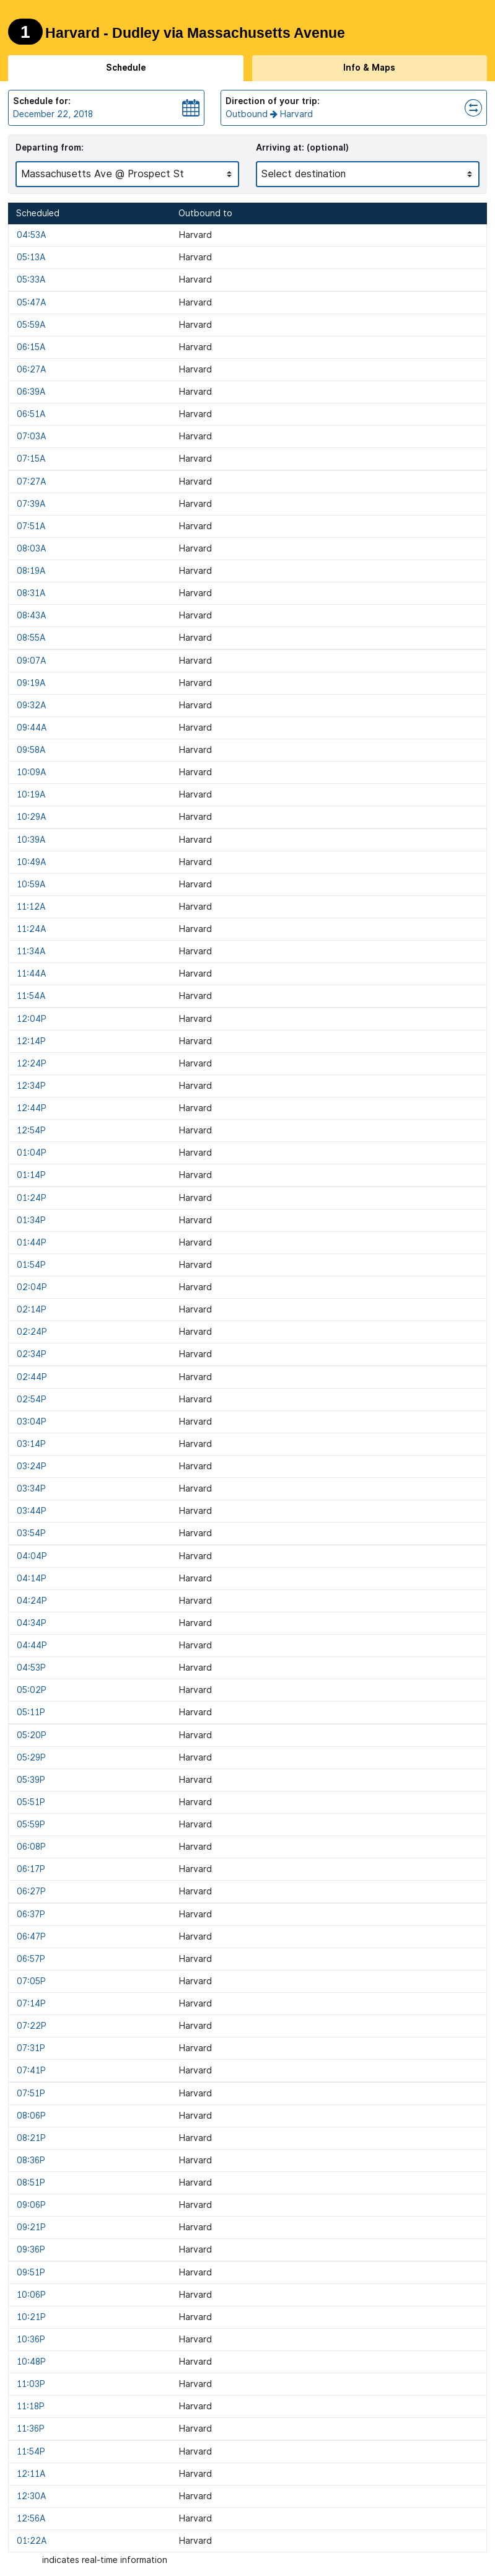 1 Harvard - Dudley via Massachusetts Avenue
Schedule Info & Maps
Schedule for:
December 22, 2018
Direction of your trip:
Outbound Harvard
Departing from:
Massachusetts Ave @ Prospect St
Arriving at: (optional)
Select destination
Scheduled Outbound to
04:53A Harvard
05:13A Harvard
05:33A Harvard
05:47A Harvard
05:59A Harvard
06:15A Harvard
06:27A Harvard
06:39A Harvard
06:51A Harvard
07:03A Harvard
07:15A Harvard
07:27A Harvard
07:39A Harvard
07:51A Harvard
08:03A Harvard
08:19A Harvard
08:31A Harvard
08:43A Harvard
08:55A Harvard
09:07A Harvard
09:19A Harvard
09:32A Harvard
09:44A Harvard
09:58A Harvard
10:09A Harvard
10:19A Harvard
10:29A Harvard
10:39A Harvard
10:49A Harvard
10:59A Harvard
11:12A Harvard
11:24A Harvard
11:34A Harvard
11:44A Harvard
11:54A Harvard
12:04P Harvard
12:14P Harvard
12:24P Harvard
12:34P Harvard
12:44P Harvard
12:54P Harvard
01:04P Harvard
01:14P Harvard
01:24P Harvard
01:34P Harvard
01:44P Harvard
01:54P Harvard
02:04P Harvard
02:14P Harvard
02:24P Harvard
02:34P Harvard
02:44P Harvard
02:54P Harvard
03:04P Harvard
03:14P Harvard
03:24P Harvard
03:34P Harvard
03:44P Harvard
03:54P Harvard
04:04P Harvard
04:14P Harvard
04:24P Harvard
04:34P Harvard
04:44P Harvard
04:53P Harvard
05:02P Harvard
05:11P Harvard
05:20P Harvard
05:29P Harvard
05:39P Harvard
05:51P Harvard
05:59P Harvard
06:08P Harvard
06:17P Harvard
06:27P Harvard
06:37P Harvard
06:47P Harvard
06:57P Harvard
07:05P Harvard
07:14P Harvard
07:22P Harvard
07:31P Harvard
07:41P Harvard
07:51P Harvard
08:06P Harvard
08:21P Harvard
08:36P Harvard
08:51P Harvard
09:06P Harvard
09:21P Harvard
09:36P Harvard
09:51P Harvard
10:06P Harvard
10:21P Harvard
10:36P Harvard
10:48P Harvard
11:03P Harvard
11:18P Harvard
11:36P Harvard
11:54P Harvard
12:11A Harvard
12:30A Harvard
12:56A Harvard
01:22A Harvard
indicates real-time information